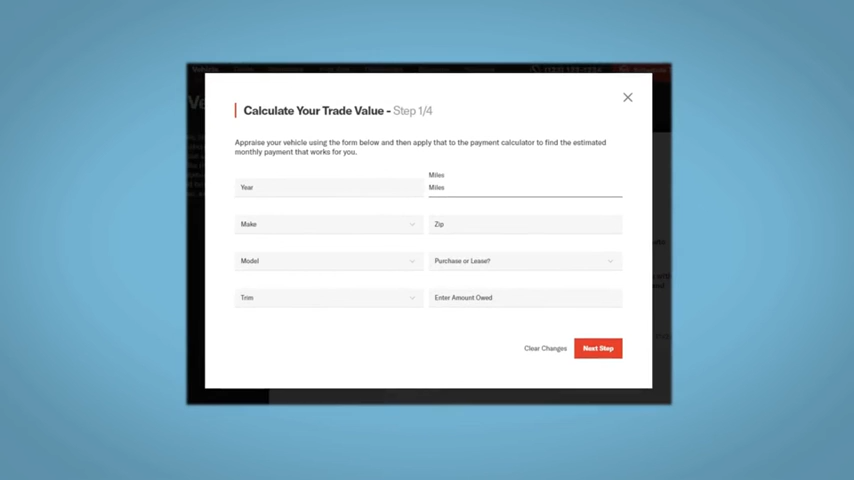 Calculate Your Trade Value - Step 1/4
Appraise your vehicle using the form below and then apply that to the payment calculator to find the estimated
monthly payment that works for you.
Miles
Year
Miles
Make
Zip
Model
Purchase or Lease?
Trim
Enter Amount Owed
Clear Changes
Next Step